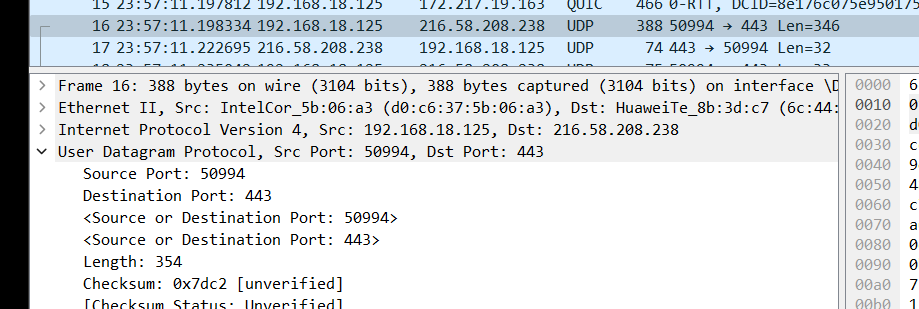 15 23:57:11.197812 192.168.18.125 172.217.19.163 QUIC 466 0-RTT, DCID=8e176c075e950175
16 23:57:11.198334 192.168.18.125 216.58.208.238 UDP 388 50994 → 443 Len=346
17 23:57:11.222695 216.58.208.238 192.168.18.125 UDP 74 443 → 50994 Len=32
Frame 16: 388 bytes on wire (3104 bits), 388 bytes captured (3104 bits) on interface \D
Ethernet II, Src: IntelCor_5b:06:a3 (d0:c6:37:5b:06:a3), Dst: HuaweiTe_8b:3d:c7 (6c:44:
Internet Protocol Version 4, Src: 192.168.18.125, Dst: 216.58.208.238
User Datagram Protocol, Src Port: 50994, Dst Port: 443
Source Port: 50994
Destination Port: 443
<Source or Destination Port: 50994>
<Source or Destination Port: 443>
Length: 354
Checksum: 0x7dc2 [unverified]
[Checksum Status: Unverified]
0000 6
0010 0
0020 d
0030 c
0040 9
0050 4
0060 c
0070 a
0080 0
0090 0
00a0 7
00b0 1